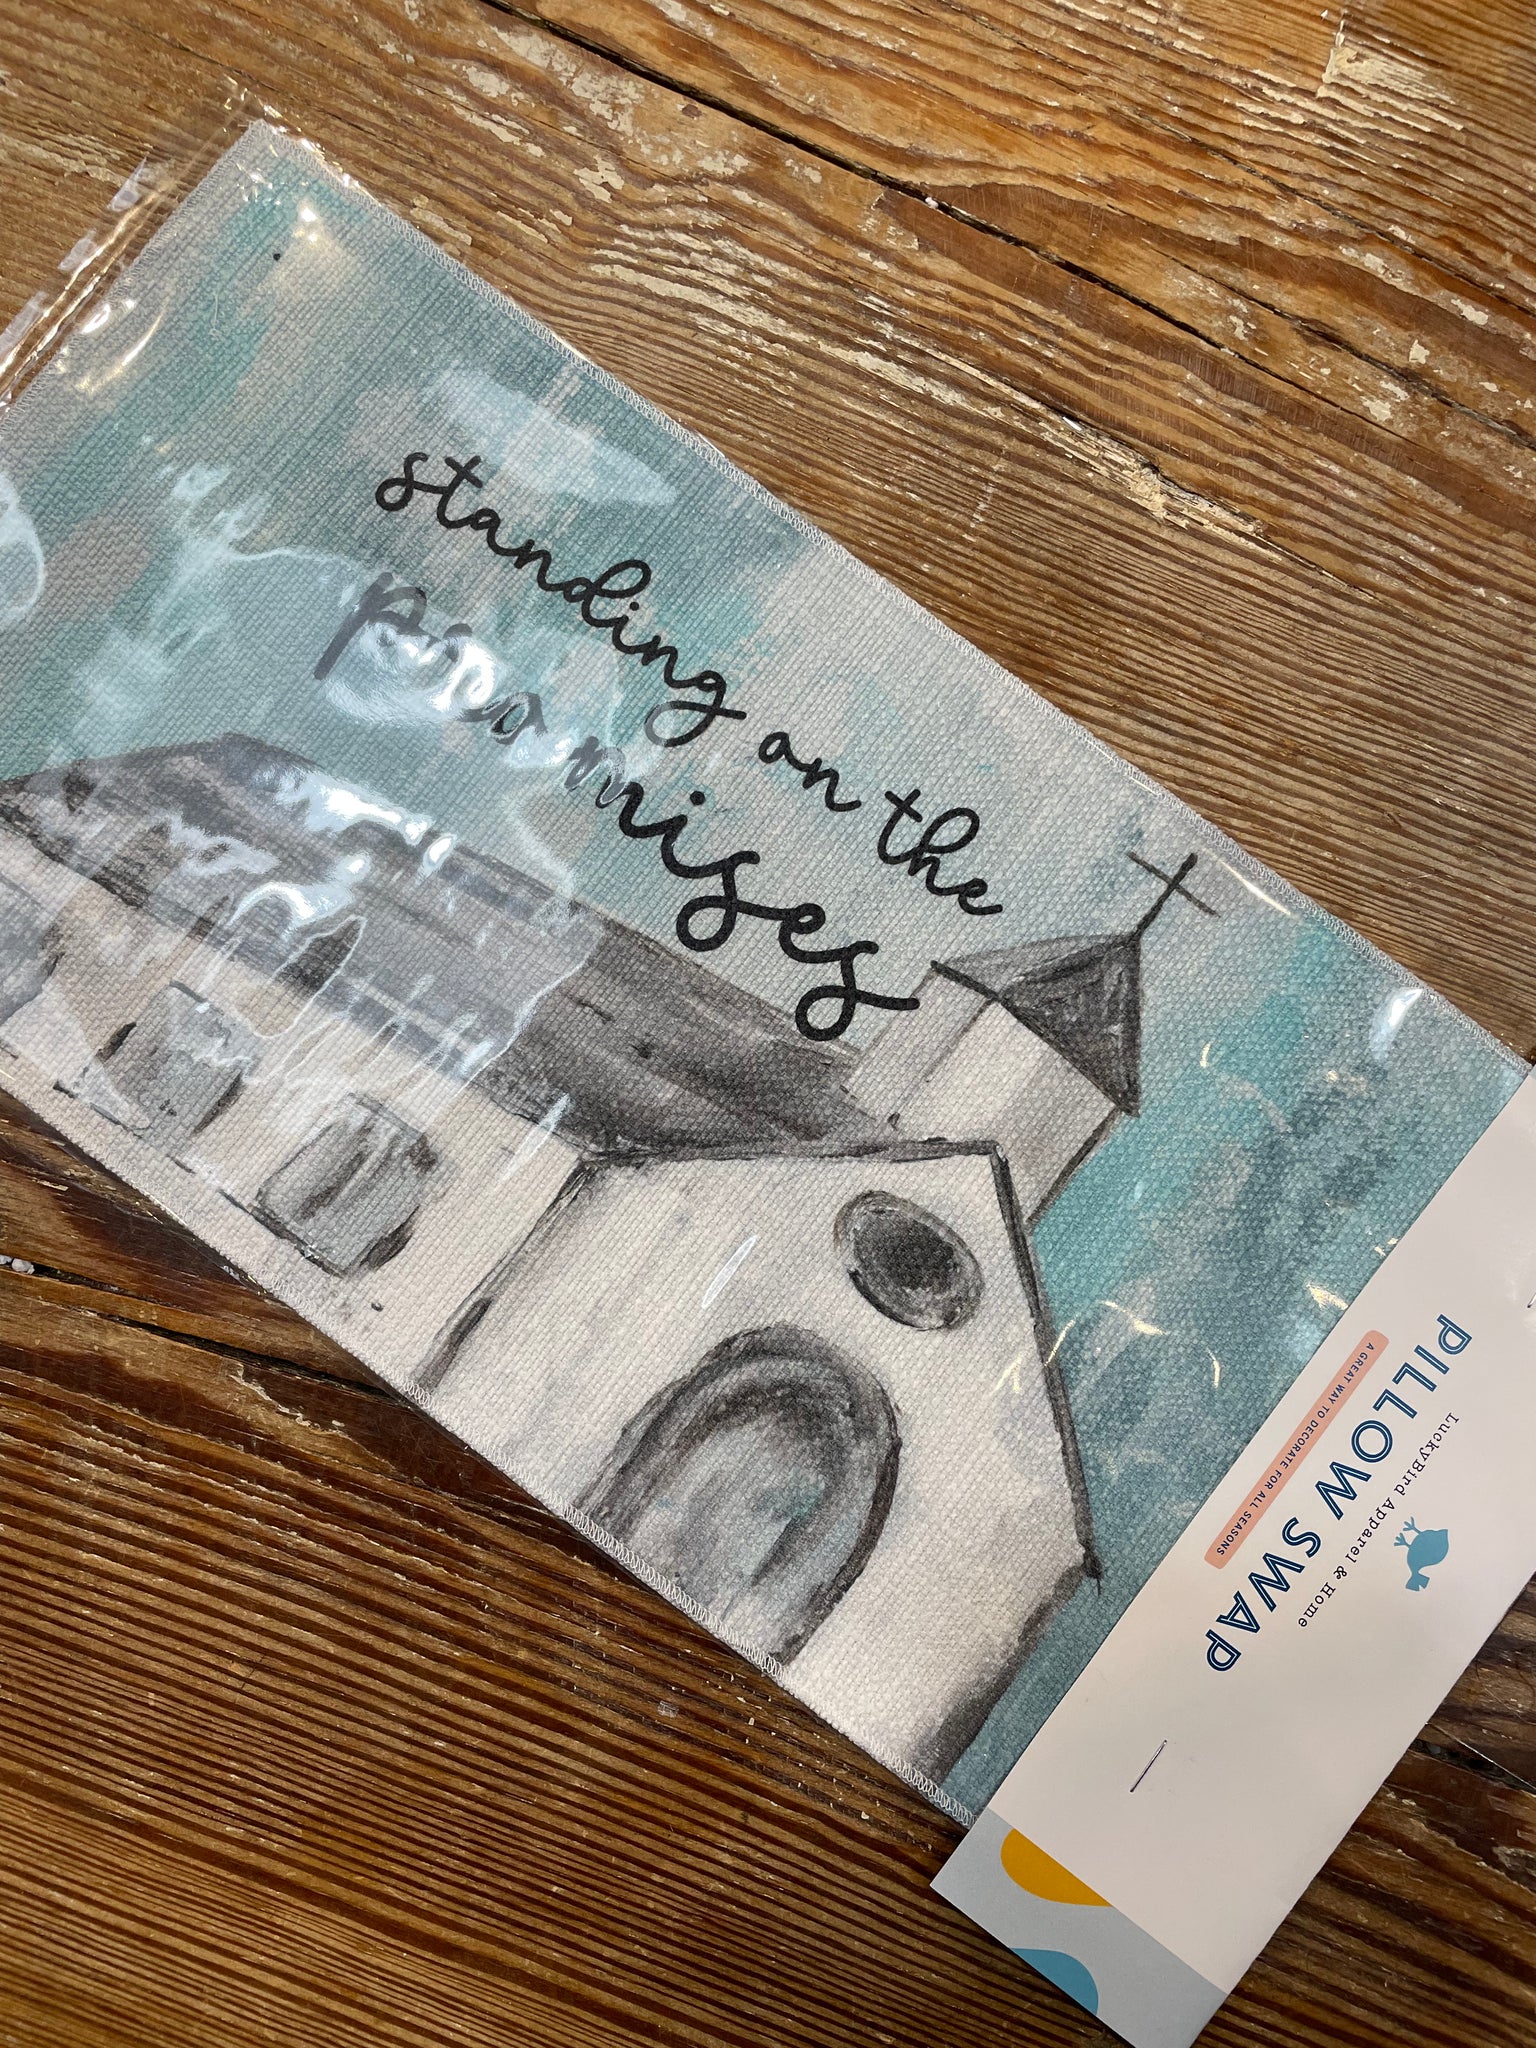 standing on the
promises
LuckyBird Apparel & Home
PILLOW SWAP
A GREAT WAY TO DECORATE FOR ALL SEASONS